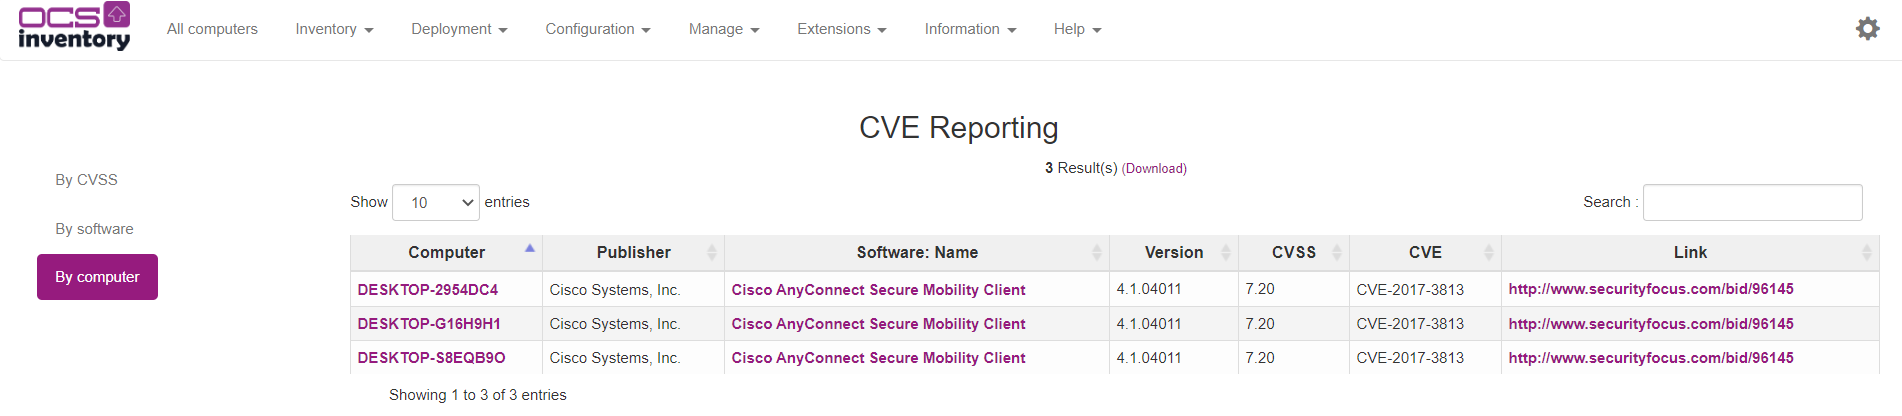 OCS inventory
All computers Inventory Deployment Configuration Manage Extensions Information Help
CVE Reporting
3 Result(s) (Download)
By CVSS
By software
By computer
Show 10 entries
Search :
Computer Publisher Software: Name Version CVSS CVE Link
DESKTOP-2954DC4 Cisco Systems, Inc. Cisco AnyConnect Secure Mobility Client 4.1.04011 7.20 CVE-2017-3813 http://www.securityfocus.com/bid/96145
DESKTOP-G16H9H1 Cisco Systems, Inc. Cisco AnyConnect Secure Mobility Client 4.1.04011 7.20 CVE-2017-3813 http://www.securityfocus.com/bid/96145
DESKTOP-S8EQB9O Cisco Systems, Inc. Cisco AnyConnect Secure Mobility Client 4.1.04011 7.20 CVE-2017-3813 http://www.securityfocus.com/bid/96145
Showing 1 to 3 of 3 entries